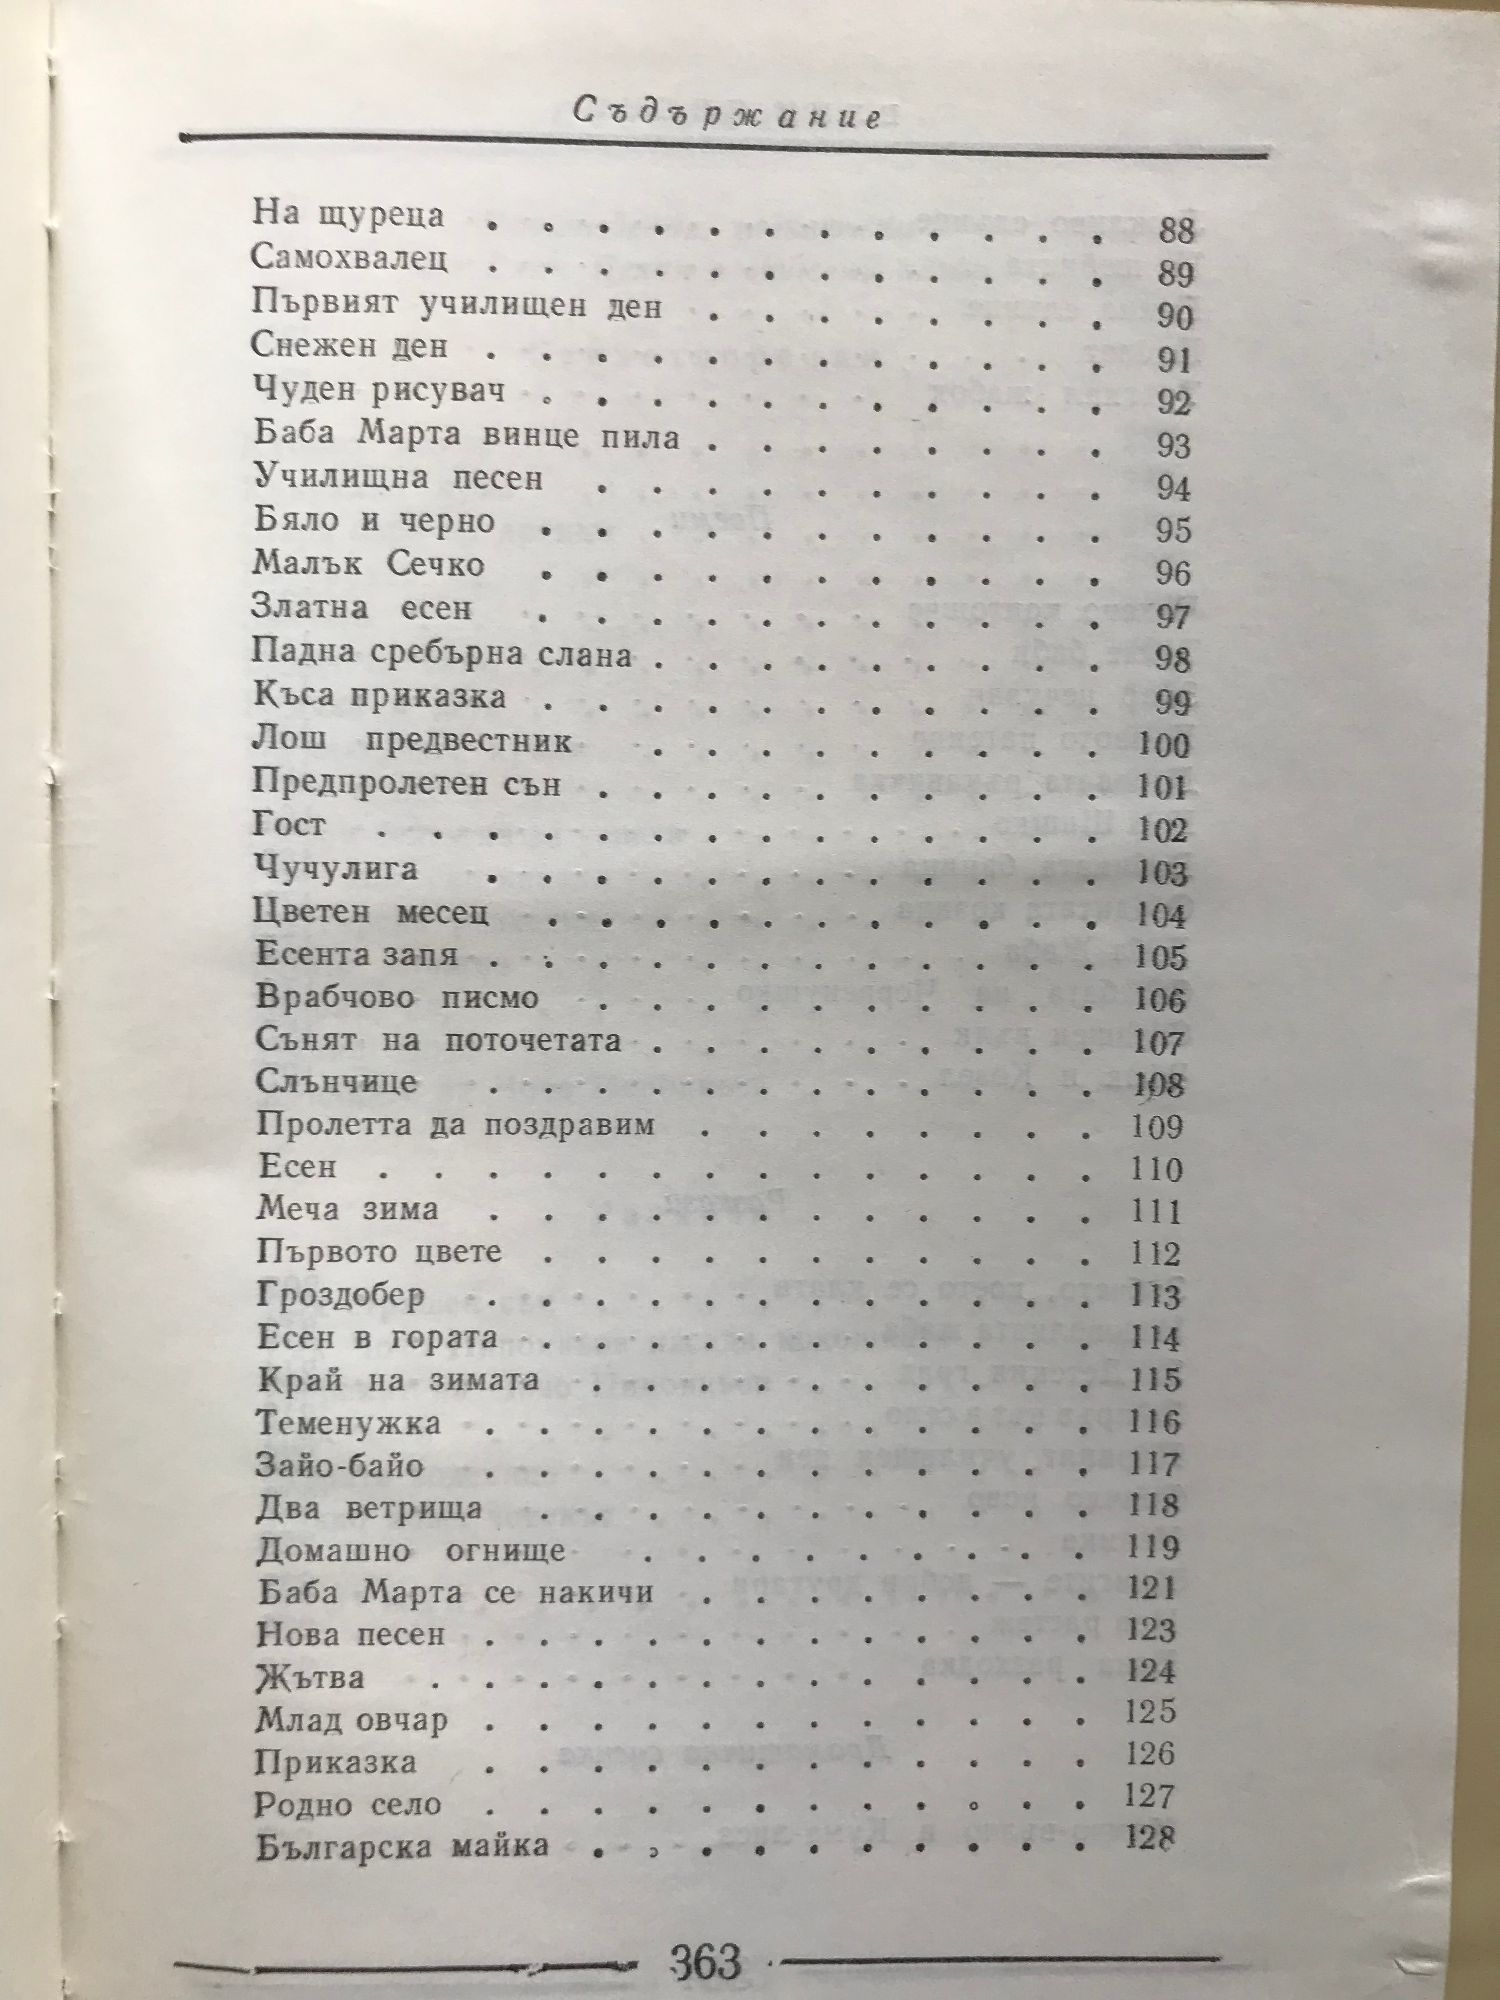 Съдържание
На щуреца . . . . . . . . . . . . 88
Самохвалец . . . . . . . . . . . . 89
Първият училищен ден . . . . . . . . 90
Снежен ден . . . . . . . . . . . . 91
Чуден рисувач . . . . . . . . . . . 92
Баба Марта винце пила . . . . . . . . 93
Училищна песен . . . . . . . . . . 94
Бяло и черно . . . . . . . . . . . 95
Малък Сечко . . . . . . . . . . . 96
Златна есен . . . . . . . . . . . 97
Падна сребърна слана . . . . . . . . . 98
Къса приказка . . . . . . . . . . . 99
Лош предвестник . . . . . . . . . 100
Предпролетен сън . . . . . . . . . . 101
Гост . . . . . . . . . . . . . . 102
Чучулига . . . . . . . . . . . . 103
Цветен месец . . . . . . . . . . . 104
Есента запя . . . . . . . . . . . . 105
Врабчово писмо . . . . . . . . . . 106
Сънят на поточетата . . . . . . . . . 107
Слънчице . . . . . . . . . . . . 108
Пролетта да поздравим . . . . . . . . 109
Есен . . . . . . . . . . . . . . 110
Меча зима . . . . . . . . . . . . 111
Първото цвете . . . . . . . . . . . 112
Гроздобер . . . . . . . . . . . . 113
Есен в гората . . . . . . . . . . . 114
Край на зимата . . . . . . . . . . 115
Теменужка . . . . . . . . . . . . 116
Зайо-байо . . . . . . . . . . . . 117
Два ветрища . . . . . . . . . . . 118
Домашно огнище . . . . . . . . . 119
Баба Марта се накичи . . . . . . . . 121
Нова песен . . . . . . . . . . . . 123
Жътва . . . . . . . . . . . . . 124
Млад овчар . . . . . . . . . . . . 125
Приказка . . . . . . . . . . . . 126
Родно село . . . . . . . . . . . . 127
Българска майка . . . . . . . . . . 128
363